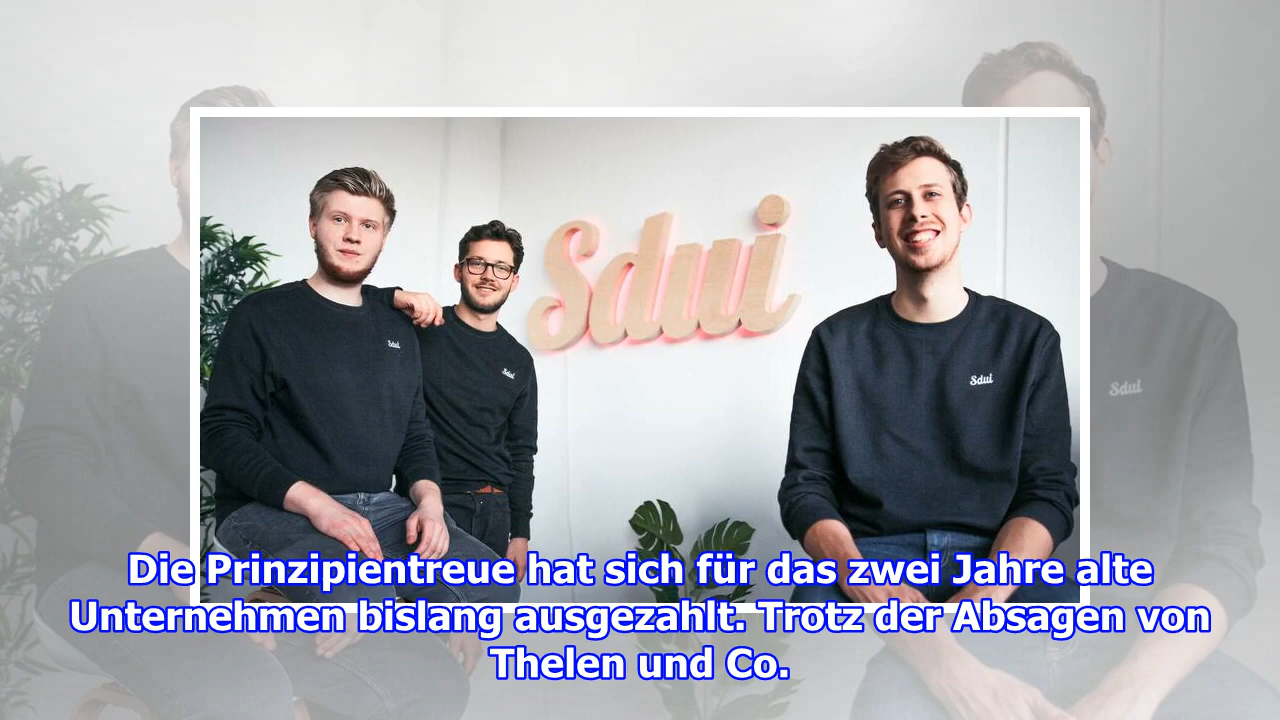 Sdui
Sdui
Sdui
Sdui
Sdui
Die Prinzipientreue hat sich für das zwei Jahre alte
Unternehmen bislang ausgezahlt. Trotz der Absagen von
Thelen und Co.